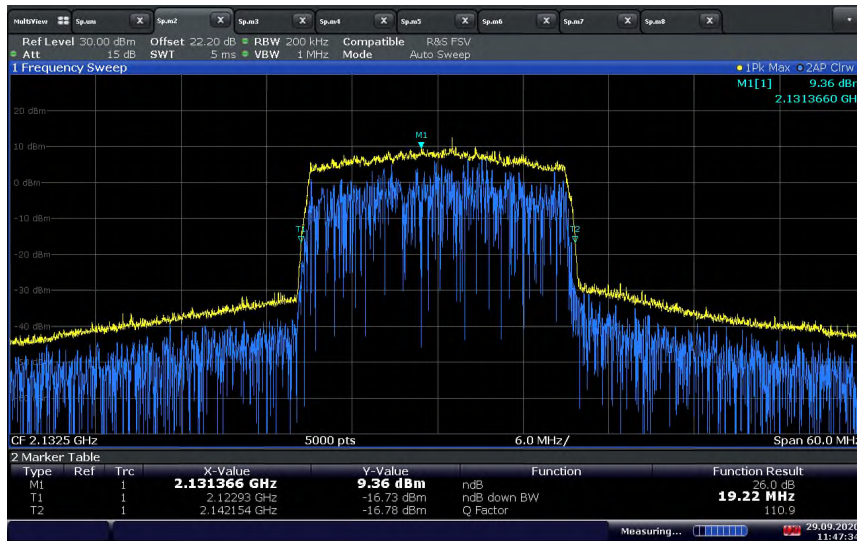 MultiView Sp.um X Sp.m2 X Sp.m3 X Sp.m4 X Sp.m5 X Sp.m6 X Sp.m7 X Sp.m8 X
Ref Level 30.00 dBm Offset 22.20 dB RBW 200 kHz Compatible R&S FSV
Att 15 dB SWT 5 ms VBW 1 MHz Mode Auto Sweep
1 Frequency Sweep 1Pk Max 2AP Clrw
M1[1] 9.36 dBm
2.1313660 GH
20 dBm
10 dBm
M1
0 dBm
-10 dBm
T1 T2
-20 dBm
-30 dBm
-40 dBm
CF 2.1325 GHz 5000 pts 6.0 MHz/ Span 60.0 MHz
2 Marker Table
Type Ref Trc X-Value Y-Value Function Function Result
M1 1 2.131366 GHz 9.36 dBm ndB 26.0 dB
T1 1 2.12293 GHz -16.73 dBm ndB down BW 19.22 MHz
T2 1 2.142154 GHz -16.78 dBm Q Factor 110.9
Measuring... 29.09.2020
11:47:34